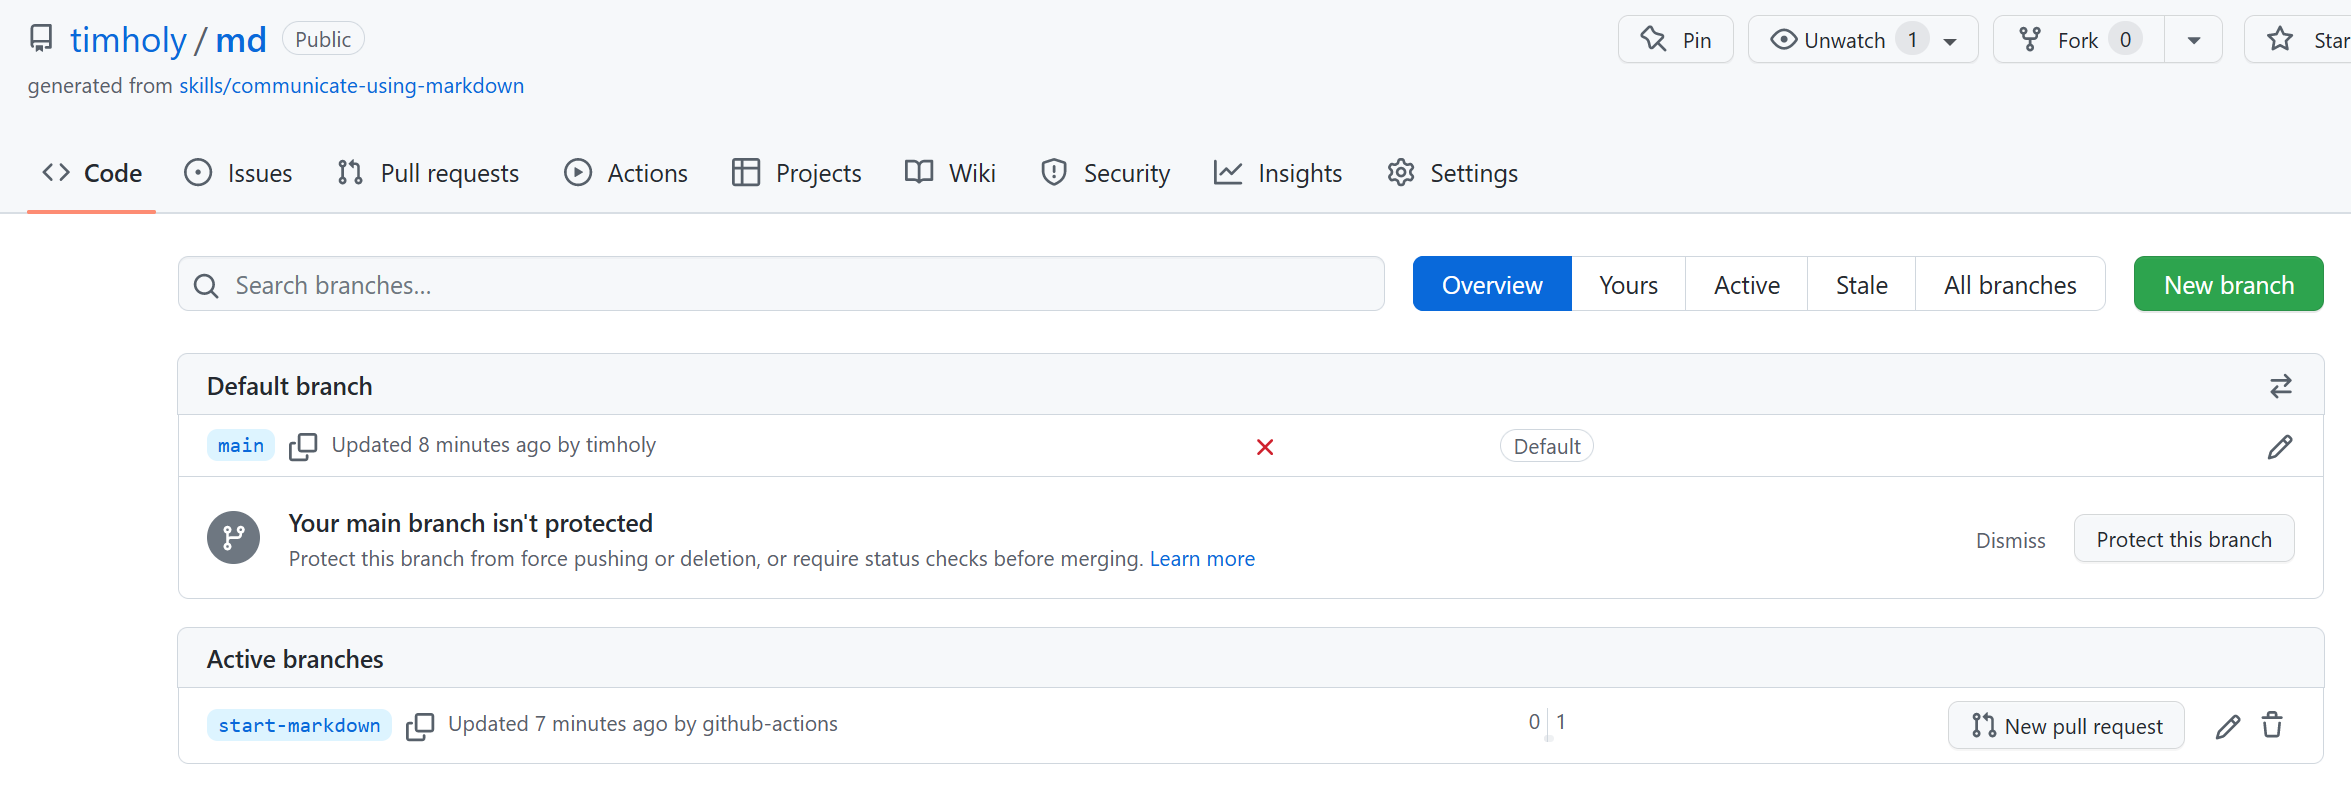 timholy / md Public
Pin
Unwatch 1
Fork 0
Star
generated from skills/communicate-using-markdown
Code
Issues
Pull requests
Actions
Projects
Wiki
Security
Insights
Settings
Search branches...
Overview
Yours
Active
Stale
All branches
New branch
Default branch
main Updated 8 minutes ago by timholy Default
Your main branch isn't protected
Protect this branch from force pushing or deletion, or require status checks before merging. Learn more
Dismiss
Protect this branch
Active branches
start-markdown Updated 7 minutes ago by github-actions 0 1 New pull request